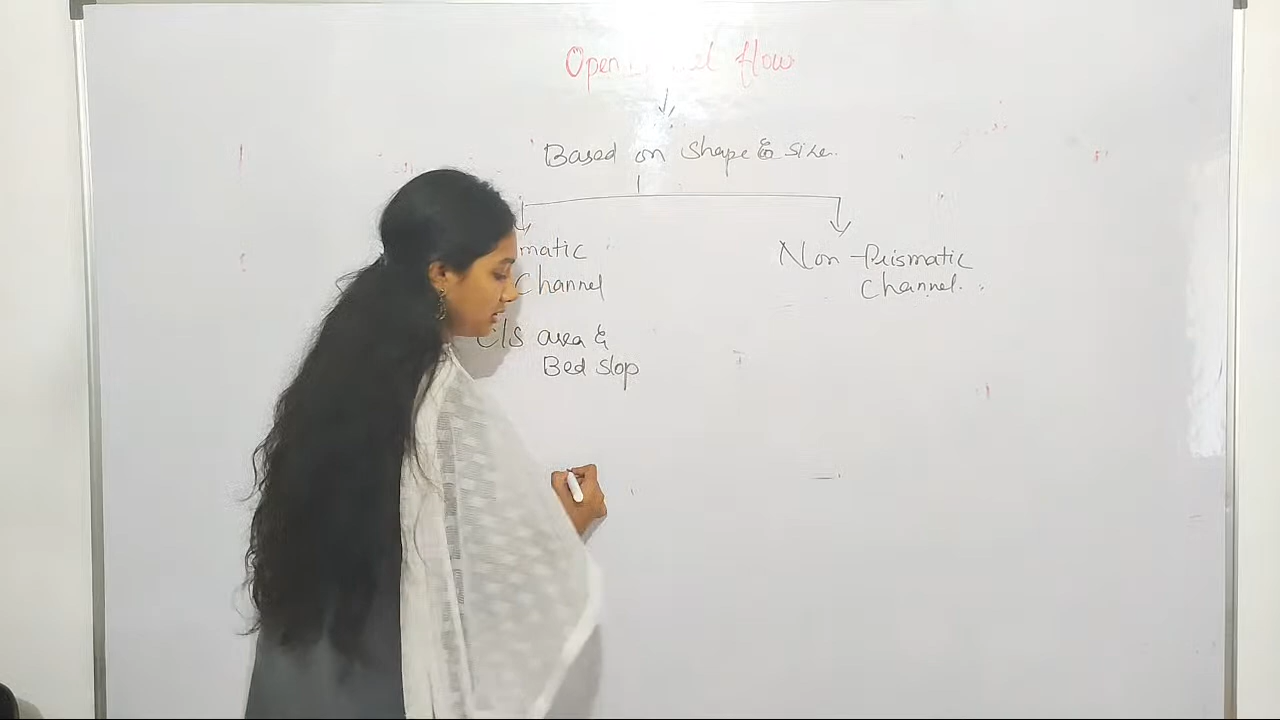 Open flow
Based on Shape & size.
matic
Channel
Non-Prismatic
Channel.
C/S area &
Bed slop